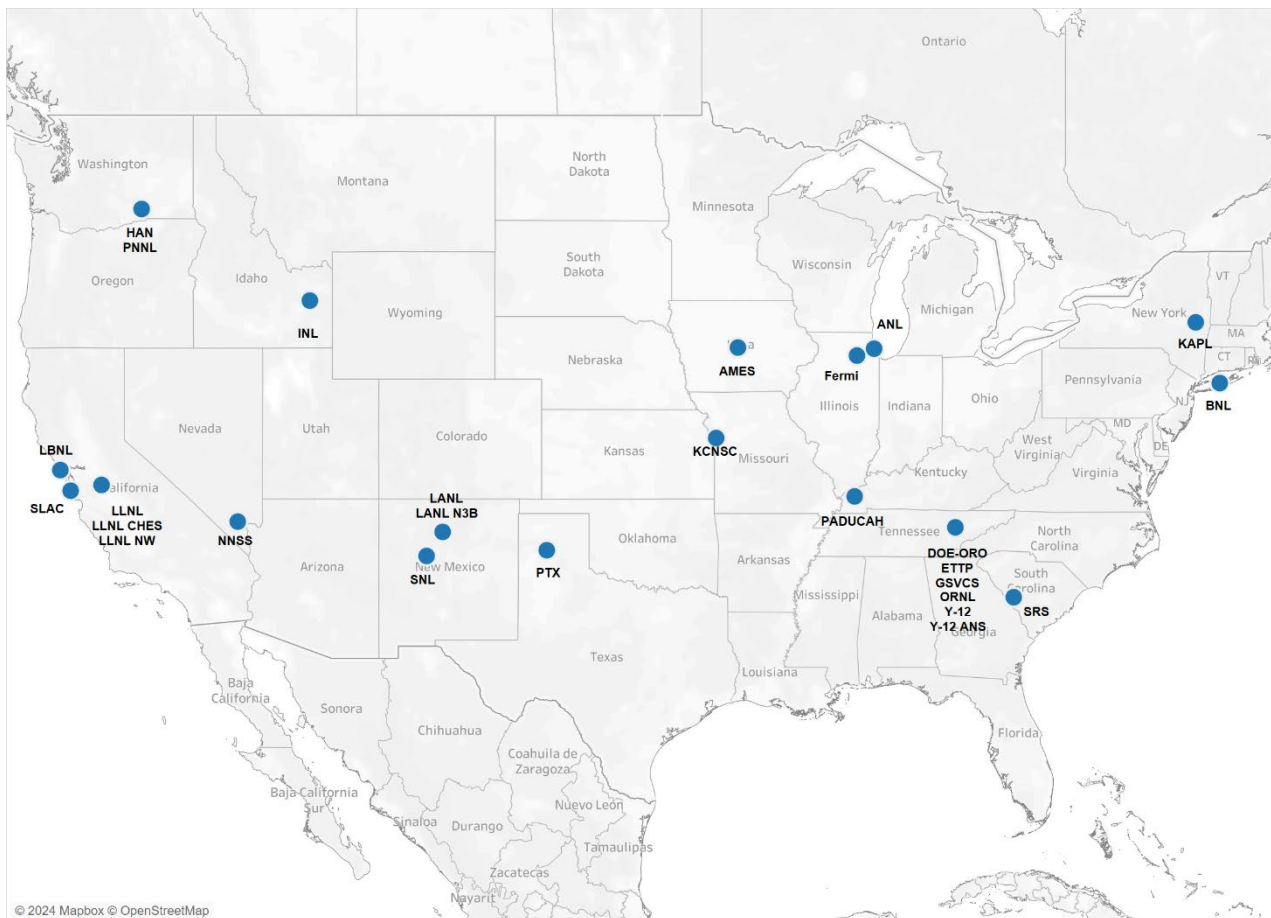 Ontario
Washington
North
Dakota
Montana
Minnesota
HAN
PNNL
Oregon
Idaho
South
Dakota
Wisconsin
Michigan
VT
INL
Wyoming
New York
ANL
MA
KAPL
CT
AMES
Fermi
Nebraska
Pennsylvania
BNL
NJ
Illinois
Indiana
Ohio
Nevada
Utah
Colorado
Kansas
KCNSC
Missouri
MD
DE
West
Virginia
Virginia
Kentucky
LBNL
California
SLAC
LLNL
LLNL CHES
LLNL NW
NNSS
LANL
LANL N3B
PADUCAH
Oklahoma
Tennessee
North
Carolina
Arizona
SNL
New Mexico
PTX
Arkansas
DOE-ORO
ETTP
GSVCS
ORNL
Y-12
Y-12 ANS
South
Carolina
SRS
Mississippi
Alabama
Georgia
Texas
Louisiana
Baja
California
Sonora
Chihuahua
Florida
Coahuila de
Zaragoza
Baja California
Sur
Nuevo León
Sinaloa
Durango
Tamaulipas
Zacatecas
Nayarit
© 2024 Mapbox © OpenStreetMap